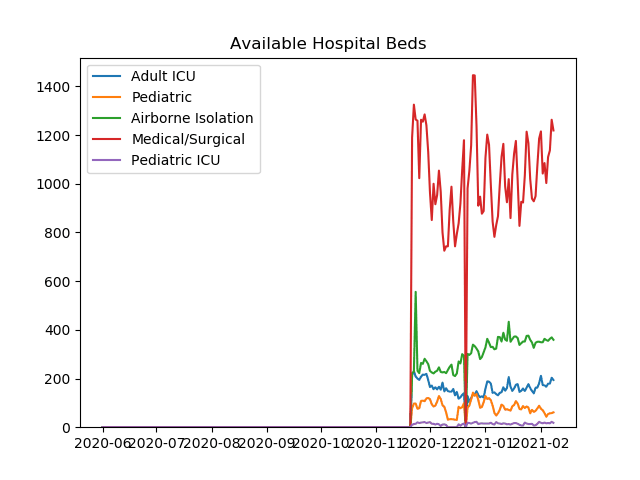 Available Hospital Beds
Adult ICU
Pediatric
Airborne Isolation
Medical/Surgical
Pediatric ICU
1400
1200
1000
800
600
400
200
0
2020-06 2020-07 2020-08 2020-09 2020-10 2020-11 2020-12 2021-01 2021-02